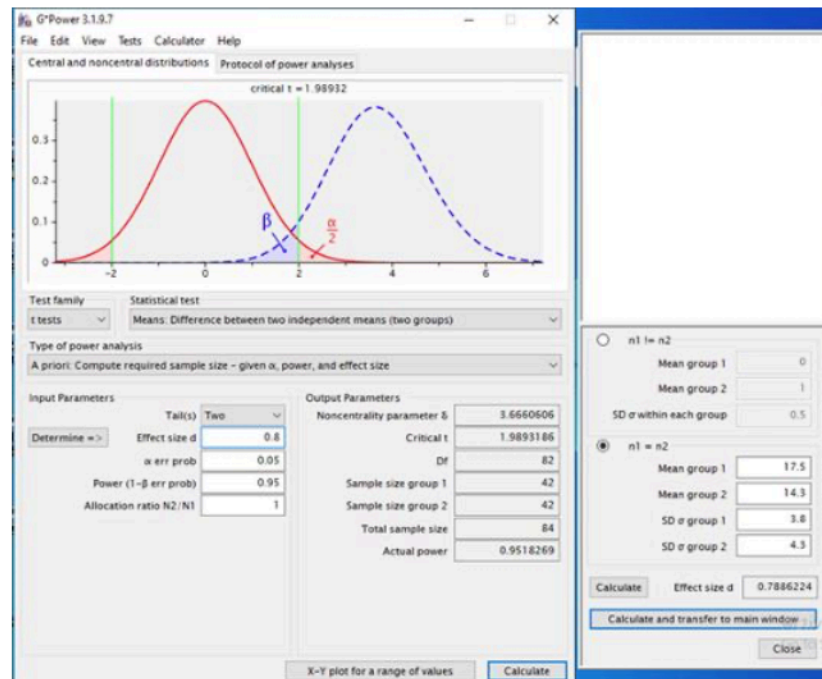 G*Power 3.1.9.7
File Edit View Tests Calculator Help
Central and noncentral distributions Protocol of power analyses
critical t = 1.98932
0.3
0.2
0.1
0
β
α
2
-2 0 2 4 6
Test family Statistical test
t tests Means: Difference between two independent means (two groups)
Type of power analysis
A priori: Compute required sample size – given α, power, and effect size
Input Parameters
Tail(s) Two
Determine => Effect size d 0.8
α err prob 0.05
Power (1-β err prob) 0.95
Allocation ratio N2/N1 1
Output Parameters
Noncentrality parameter δ 3.6660606
Critical t 1.9893186
Df 82
Sample size group 1 42
Sample size group 2 42
Total sample size 84
Actual power 0.9518269
X-Y plot for a range of values Calculate
n1 != n2
Mean group 1 0
Mean group 2 1
SD σ within each group 0.5
n1 = n2
Mean group 1 17.5
Mean group 2 14.3
SD σ group 1 3.8
SD σ group 2 4.3
Calculate Effect size d 0.7886224
Calculate and transfer to main window
Close